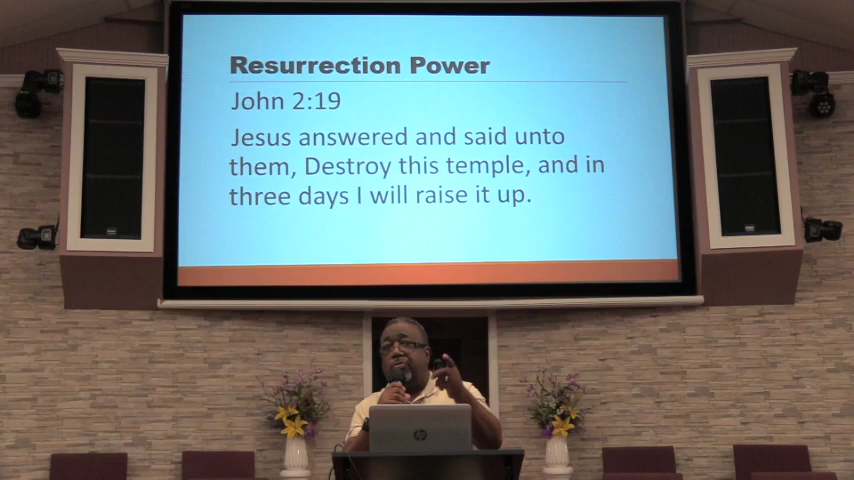 Resurrection Power
John 2:19
Jesus answered and said unto
them, Destroy this temple, and in
three days I will raise it up.
hp